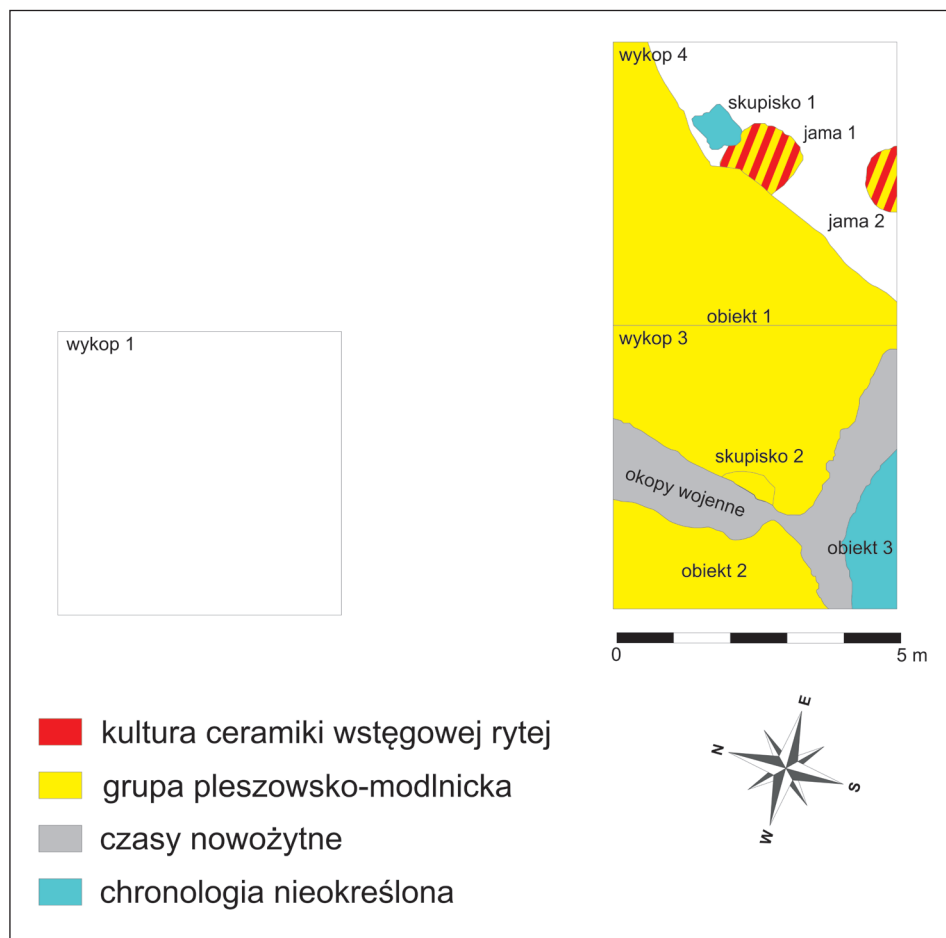 wykop 4
skupisko 1
jama 1
jama 2
obiekt 1
wykop 3
wykop 1
skupisko 2
okopy wojenne
obiekt 3
obiekt 2
0
5 m
kultura ceramiki wstęgowej rytej
grupa pleszowsko-modlnicka
czasy nowożytne
chronologia nieokreślona
E
N
S
W